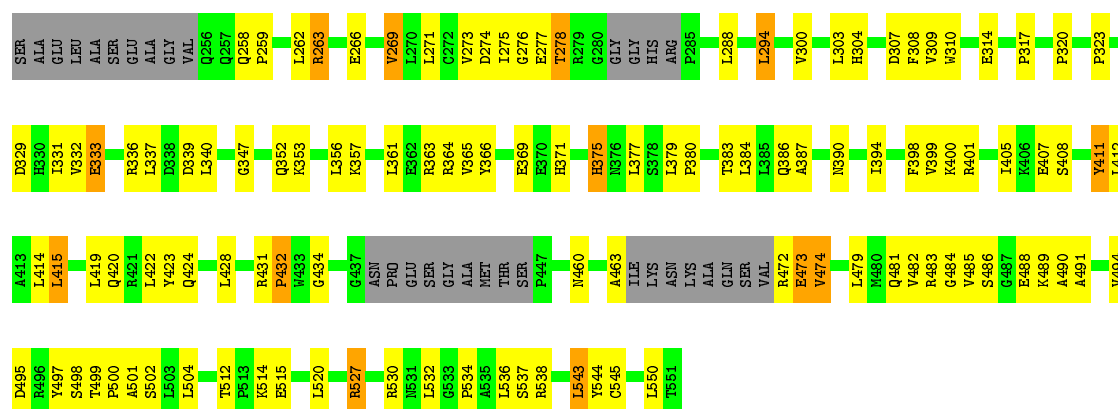 SER ALA GLU LEU ALA SER GLU ALA GLY VAL Q256 Q257 Q258 P259 L262 R263 E266 V269 L270 L271 C272 V273 D274 I275 G276 E277 T278 R279 G280 GLY GLY HIS ARG P285 L288 L294 V300 L303 H304 D307 F308 V309 W310 E314 P317 P320 P323
D329 H330 I331 V332 E333 R336 L337 D338 D339 L340 G347 Q352 K353 L356 K357 L361 E362 R363 R364 V365 Y366 E369 E370 H371 H375 N376 L377 S378 L379 P380 T383 L384 L385 Q386 A387 N390 I394 F398 V399 K400 R401 I405 K406 E407 S408 Y411 L412
A413 L414 L415 L419 Q420 R421 L422 Y423 Q424 L428 R431 P432 W433 G434 G437 ASN PRO GLU SER GLY ALA MET THR SER P447 N460 A463 ILE LYS ASN LYS ALA GLN SER VAL R472 E473 V474 L479 M480 Q481 V482 R483 G484 V485 S486 G487 E488 K489 A490 A491 V494
D495 R496 Y497 S498 T499 P500 A501 S502 L503 L504 T512 P513 K514 E515 L520 R527 R530 N531 L532 G533 P534 A535 L536 S537 R538 L543 Y544 C545 L550 T551